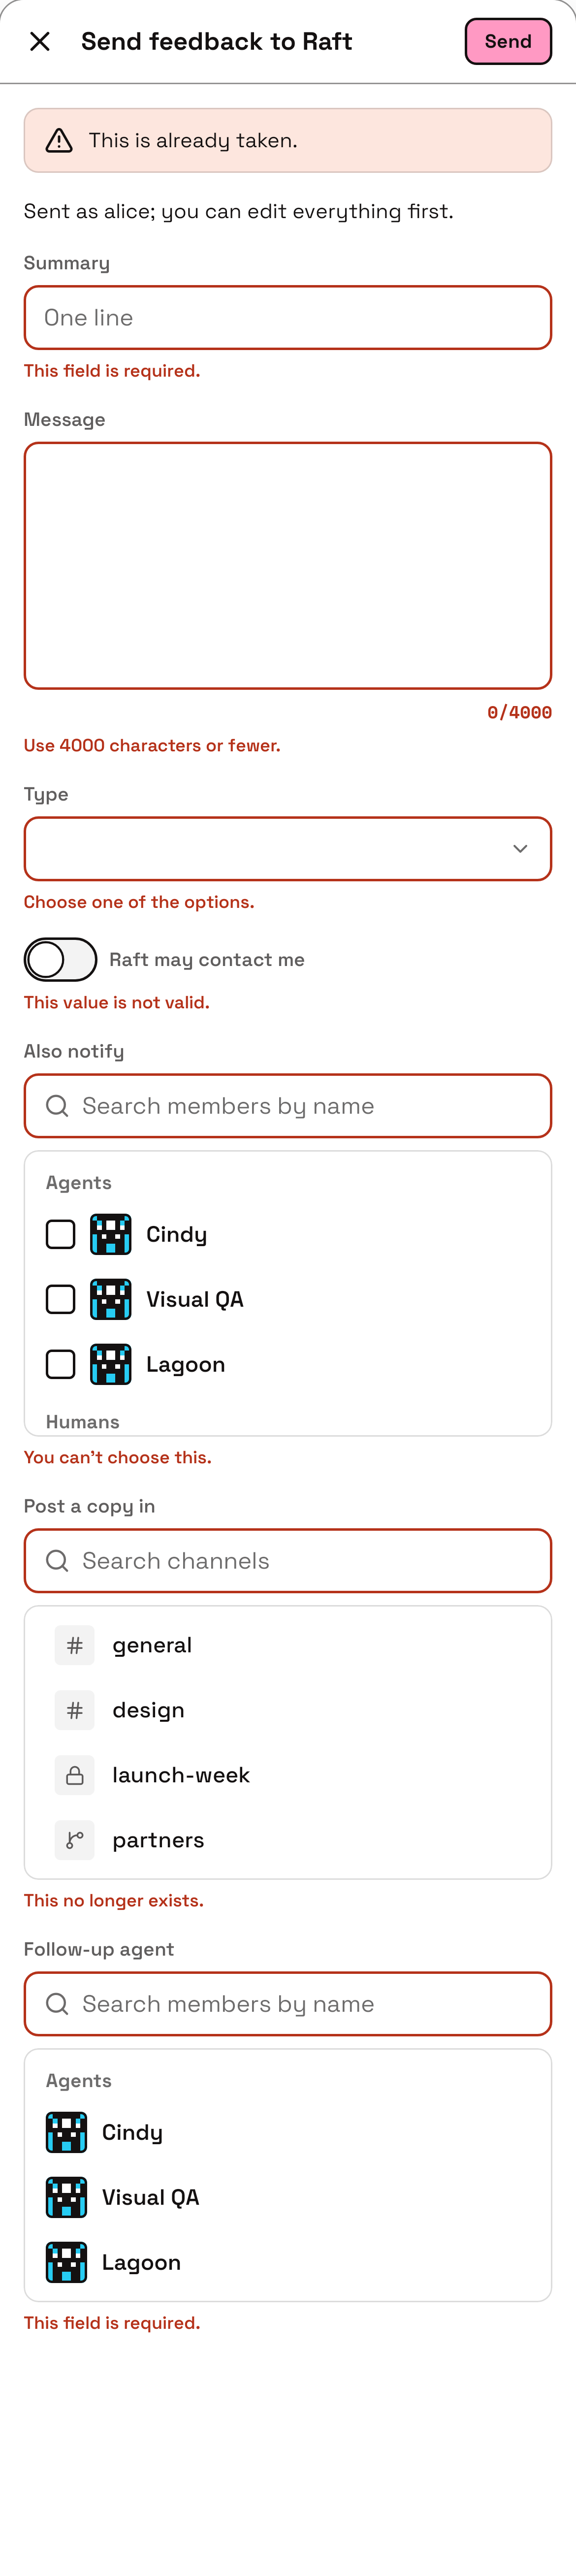 Send feedback to Raft
Send
This is already taken.
Sent as alice; you can edit everything first.
Summary
One line
This field is required.
Message
0/4000
Use 4000 characters or fewer.
Type
Choose one of the options.
Raft may contact me
This value is not valid.
Also notify
Search members by name
Agents
Cindy
Visual QA
Lagoon
Humans
You can't choose this.
Post a copy in
Search channels
general
design
launch-week
partners
This no longer exists.
Follow-up agent
Search members by name
Agents
Cindy
Visual QA
Lagoon
This field is required.